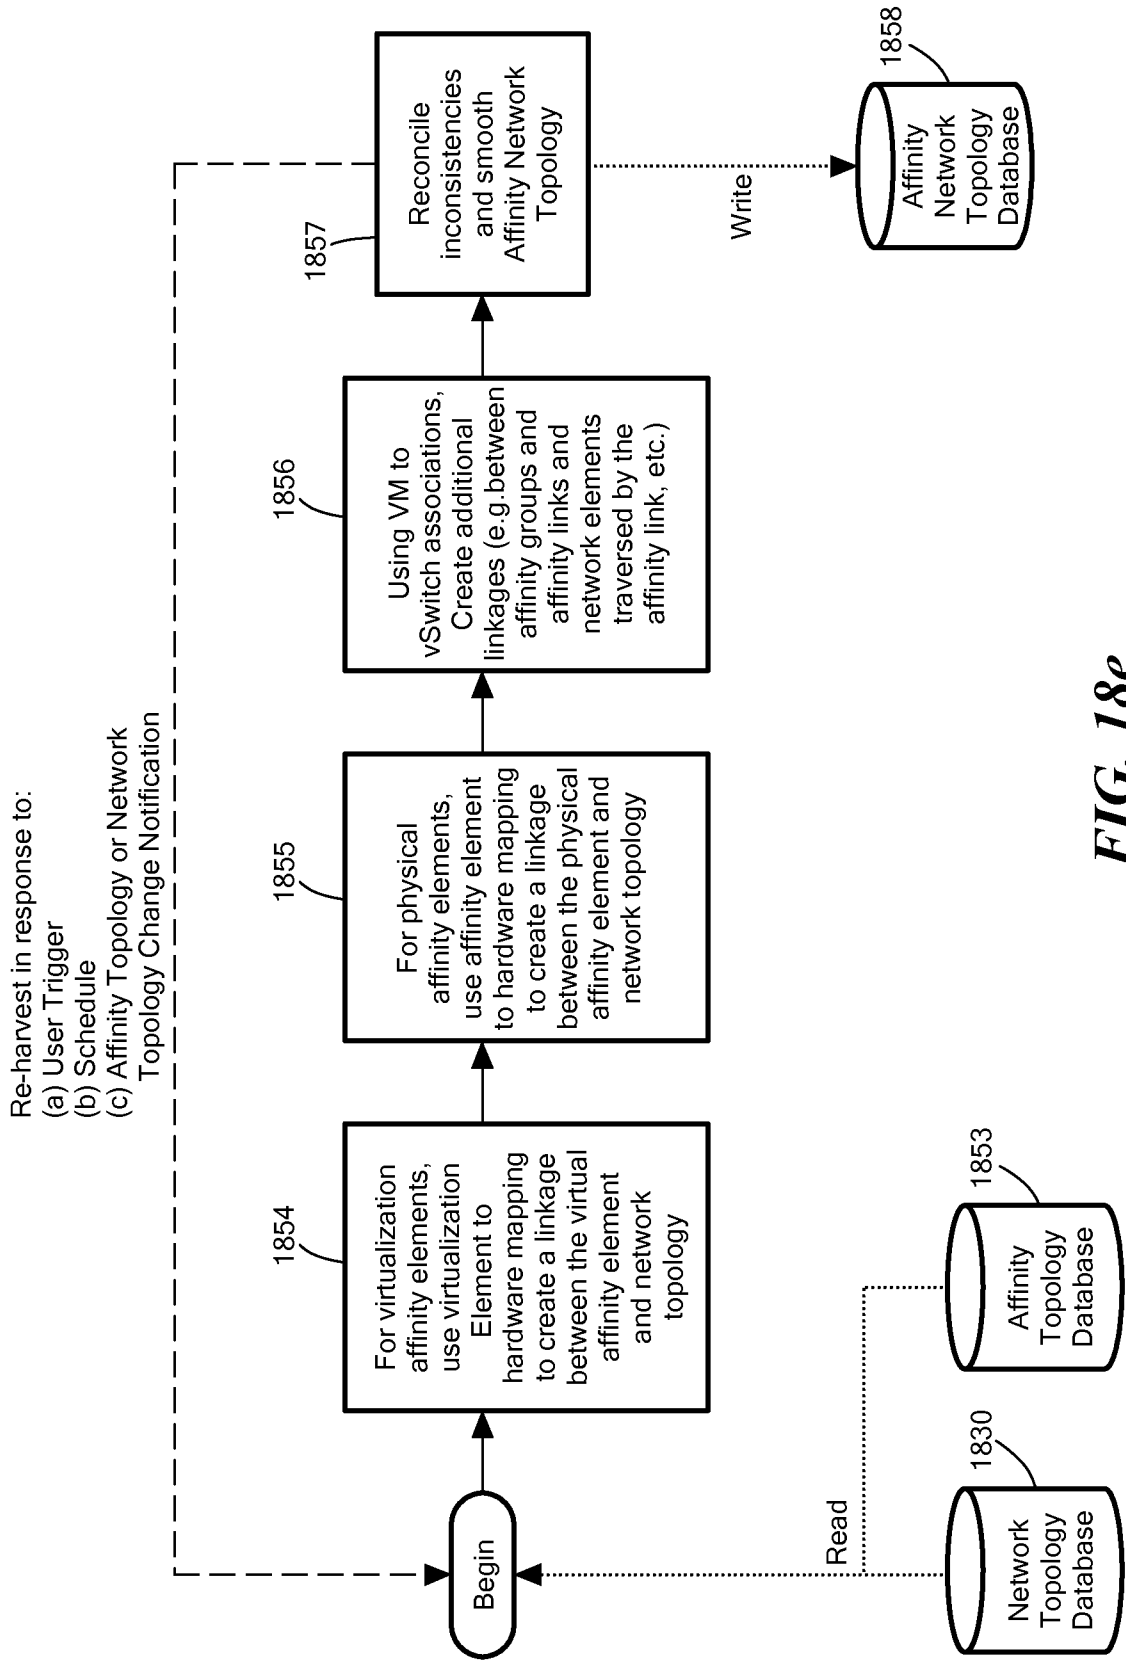 Re-harvest in response to:
(a) User Trigger
(b) Schedule
(c) Affinity Topology or Network
Topology Change Notification
Begin
1854
For virtualization
affinity elements,
use virtualization
Element to
hardware mapping
to create a linkage
between the virtual
affinity element
and network
topology
1855
For physical
affinity elements,
use affinity element
to hardware mapping
to create a linkage
between the physical
affinity element and
network topology
1856
Using VM to
vSwitch associations,
Create additional
linkages (e.g.between
affinity groups and
affinity links and
network elements
traversed by the
affinity link, etc.)
1857
Reconcile
inconsistencies
and smooth
Affinity Network
Topology
Read
Write
1830
Network
Topology
Database
1853
Affinity
Topology
Database
1858
Affinity
Network
Topology
Database
FIG. 18e